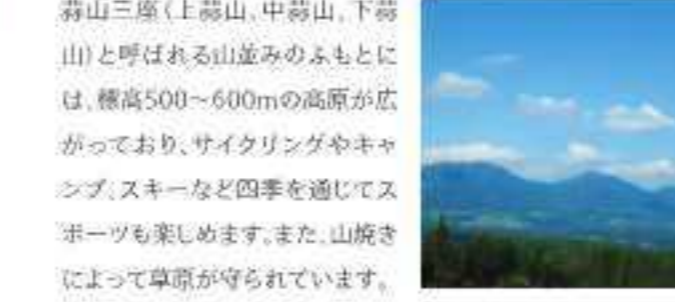 蒜山三座（上蒜山、中蒜山、下蒜
山）と呼ばれる山並みのふもとに
は、標高500～600mの高原が広
がっており、サイクリングやキャ
ンプ、スキーなど四季を通じてス
ポーツも楽しめます。また、山焼き
によって草原が守られています。